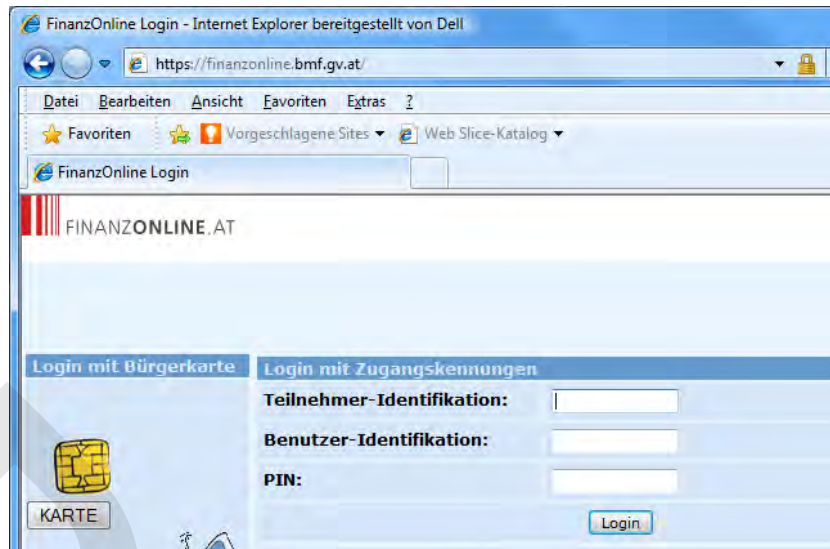 FinanzOnline Login - Internet Explorer bereitgestellt von Dell
https://finanzonline.bmf.gv.at/
Datei Bearbeiten Ansicht Favoriten Extras ?
Favoriten Vorgeschlagene Sites Web Slice-Katalog
FinanzOnline Login
FINANZONLINE.AT
Login mit Bürgerkarte
Login mit Zugangskennungen
Teilnehmer-Identifikation:
Benutzer-Identifikation:
PIN:
KARTE
Login